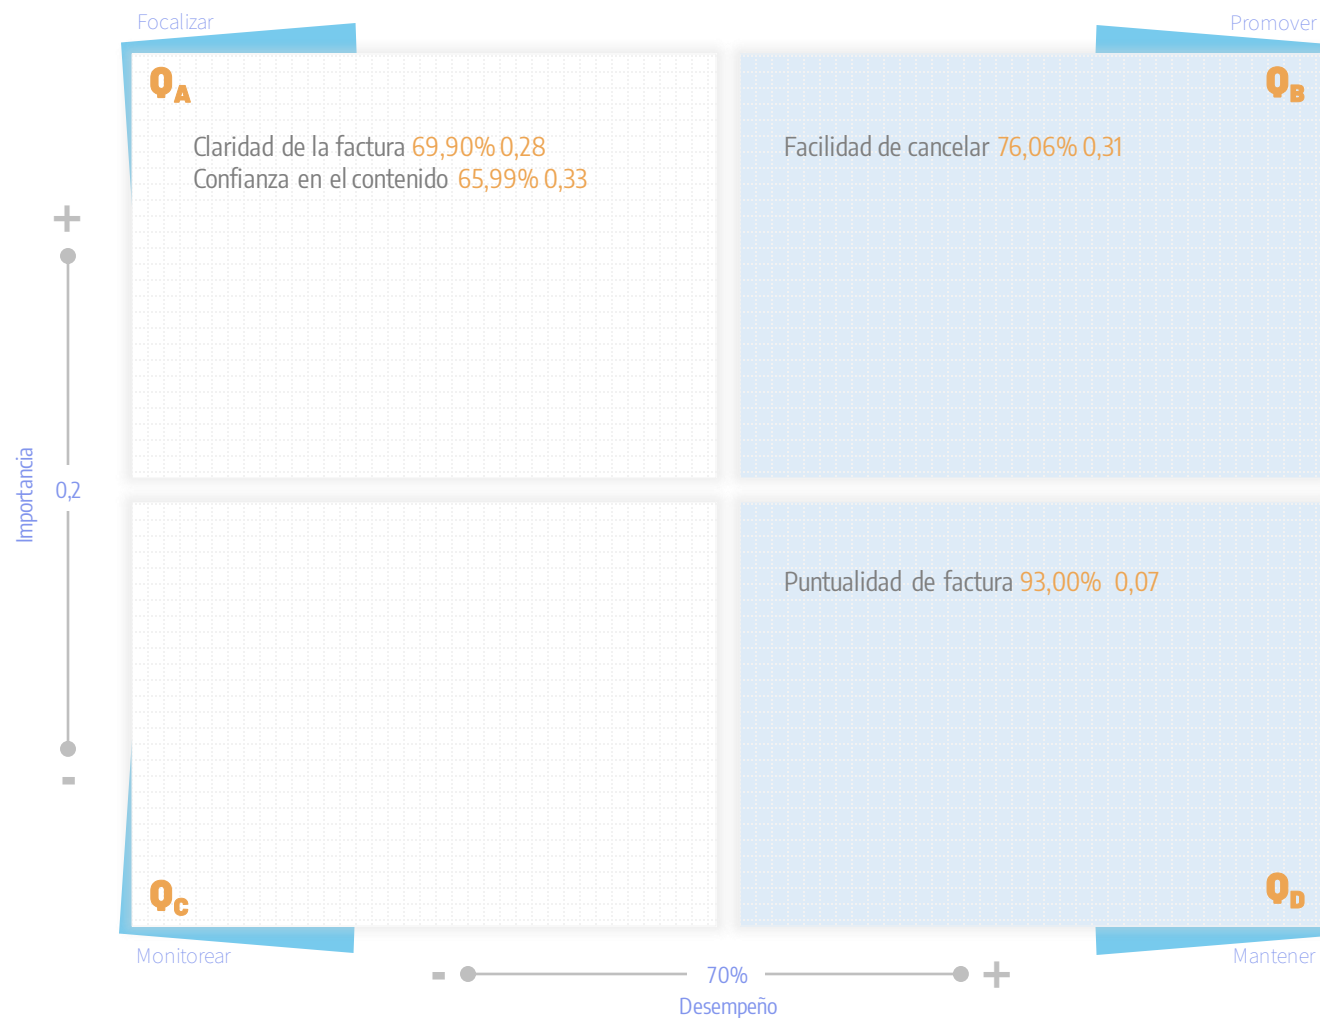 Focalizar
Promover
QA
QB
Claridad de la factura 69,90% 0,28
Confianza en el contenido 65,99% 0,33
Facilidad de cancelar 76,06% 0,31
+
Importancia
0,2
Puntualidad de factura 93,00% 0,07
-
QC
QD
Monitorear
Mantener
- 70% +
Desempeño